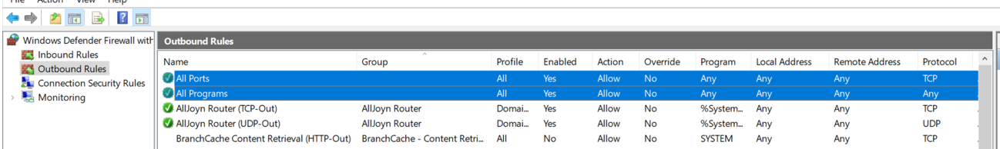 File Action View Help
Windows Defender Firewall with
Inbound Rules
Outbound Rules
Connection Security Rules
Monitoring
Outbound Rules
Name Group Profile Enabled Action Override Program Local Address Remote Address Protocol
All Ports All Yes Allow No Any Any Any TCP
All Programs All Yes Allow No Any Any Any Any
AllJoyn Router (TCP-Out) AllJoyn Router Domai... Yes Allow No %System... Any Any TCP
AllJoyn Router (UDP-Out) AllJoyn Router Domai... Yes Allow No %System... Any Any UDP
BranchCache Content Retrieval (HTTP-Out) BranchCache - Content Retri... All No Allow No SYSTEM Any Any TCP